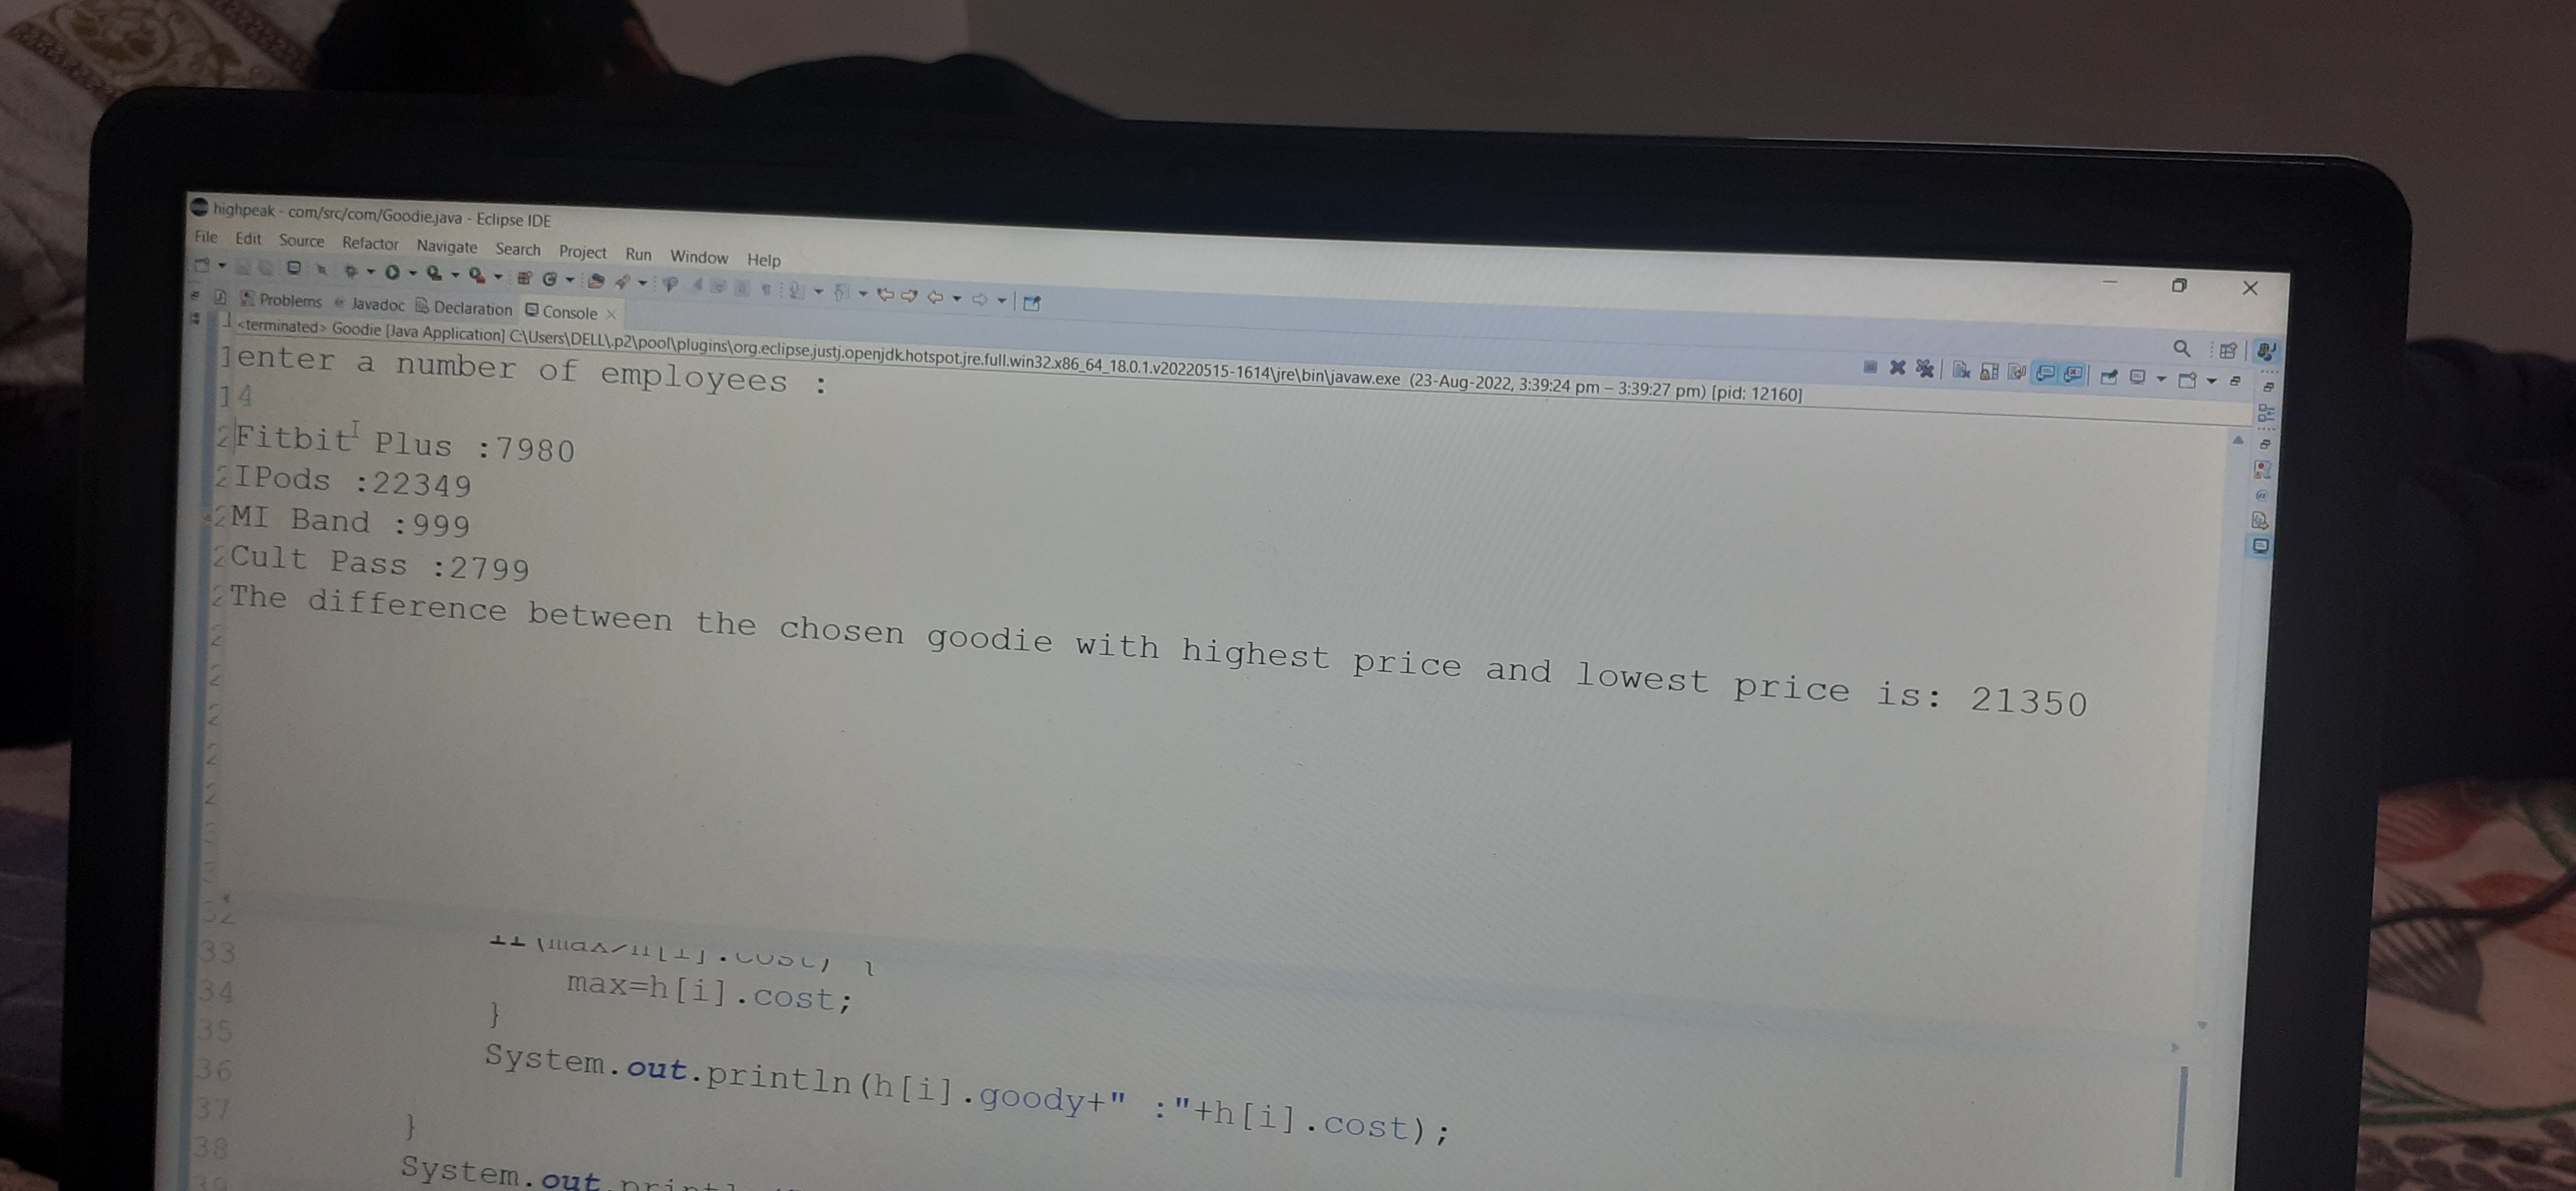 highpeak - com/src/com/Goodie.java - Eclipse IDE
File Edit Source Refactor Navigate Search Project Run Window Help
Problems Javadoc Declaration Console
<terminated> Goodie [Java Application] C:\Users\DELL\.p2\pool\plugins\org.eclipse.justj.openjdk.hotspot.jre.full.win32.x86_64_18.0.1.v20220515-1614\jre\bin\javaw.exe (23-Aug-2022, 3:39:24 pm – 3:39:27 pm) [pid: 12160]
enter a number of employees :
4
Fitbit Plus :7980
IPods :22349
MI Band :999
Cult Pass :2799
The difference between the chosen goodie with highest price and lowest price is: 21350
32
33
34 max=h[i].cost;
35 }
36 System.out.println(h[i].goody+" :"+h[i].cost);
37
38 }
39 System.out